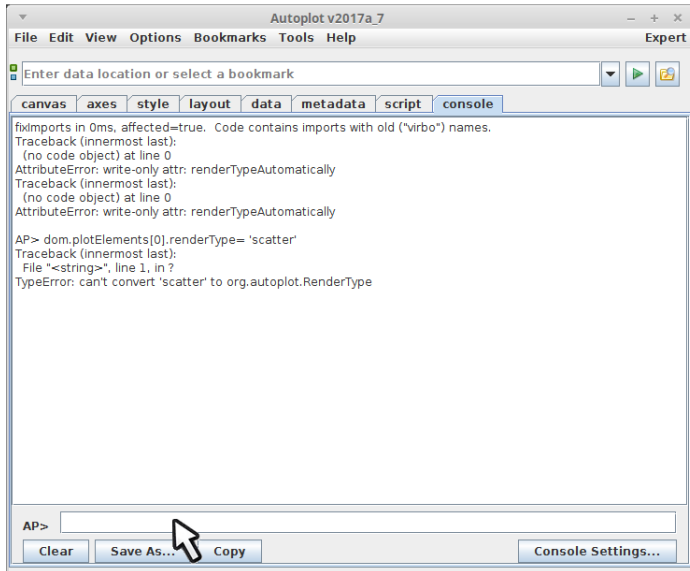 Autoplot v2017a_7
File Edit View Options Bookmarks Tools Help Expert
Enter data location or select a bookmark
canvas axes style layout data metadata script console
fixImports in 0ms, affected=true.  Code contains imports with old ("virbo") names.
Traceback (innermost last):
  (no code object) at line 0
AttributeError: write-only attr: renderTypeAutomatically
Traceback (innermost last):
  (no code object) at line 0
AttributeError: write-only attr: renderTypeAutomatically
AP> dom.plotElements[0].renderType= 'scatter'
Traceback (innermost last):
  File "<string>", line 1, in ?
TypeError: can't convert 'scatter' to org.autoplot.RenderType
AP>
Clear Save As... Copy Console Settings...